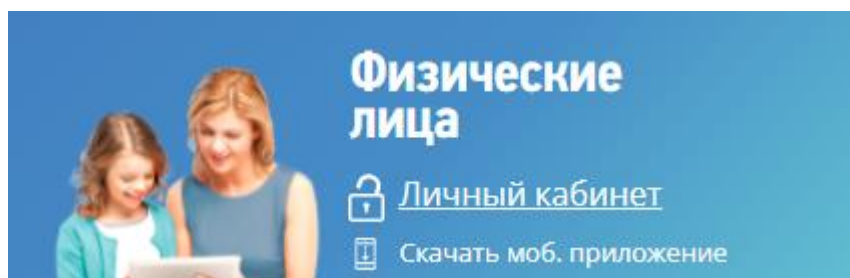 Физические
лица
Личный кабинет
Скачать моб. приложение